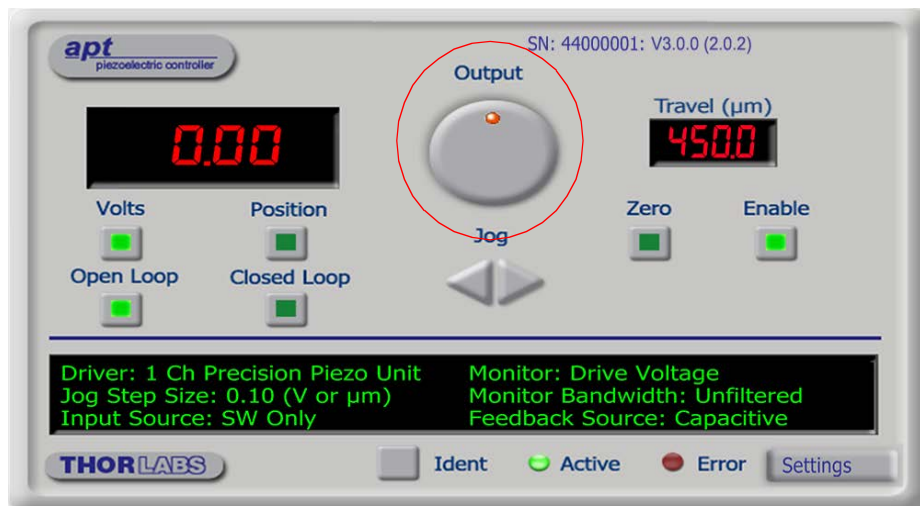 apt
piezoelectric controller
SN: 44000001: V3.0.0 (2.0.2)
Output
Travel (µm)
0.00
450.0
Volts
Position
Jog
Zero
Enable
Open Loop
Closed Loop
Driver: 1 Ch Precision Piezo Unit
Monitor: Drive Voltage
Jog Step Size: 0.10 (V or µm)
Monitor Bandwidth: Unfiltered
Input Source: SW Only
Feedback Source: Capacitive
THORLABS
Ident
Active
Error
Settings